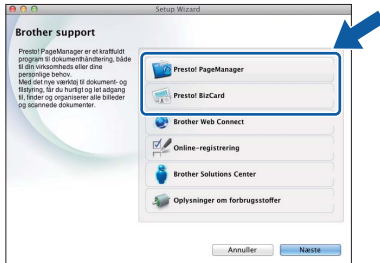 Setup Wizard
Brother support
Presto! PageManager er et kraftfuldt
program til dokumenthåndtering, både
til din virksomheds eller dine
personlige behov.
Med det nye værktøj til dokument- og
filstyring, får du hurtigt og let adgang
til, finder og organiserer alle billeder
og scannede dokumenter.
Presto! PageManager
Presto! BizCard
Brother Web Connect
Online-registrering
Brother Solutions Center
Oplysninger om forbrugsstoffer
Annuller
Næste